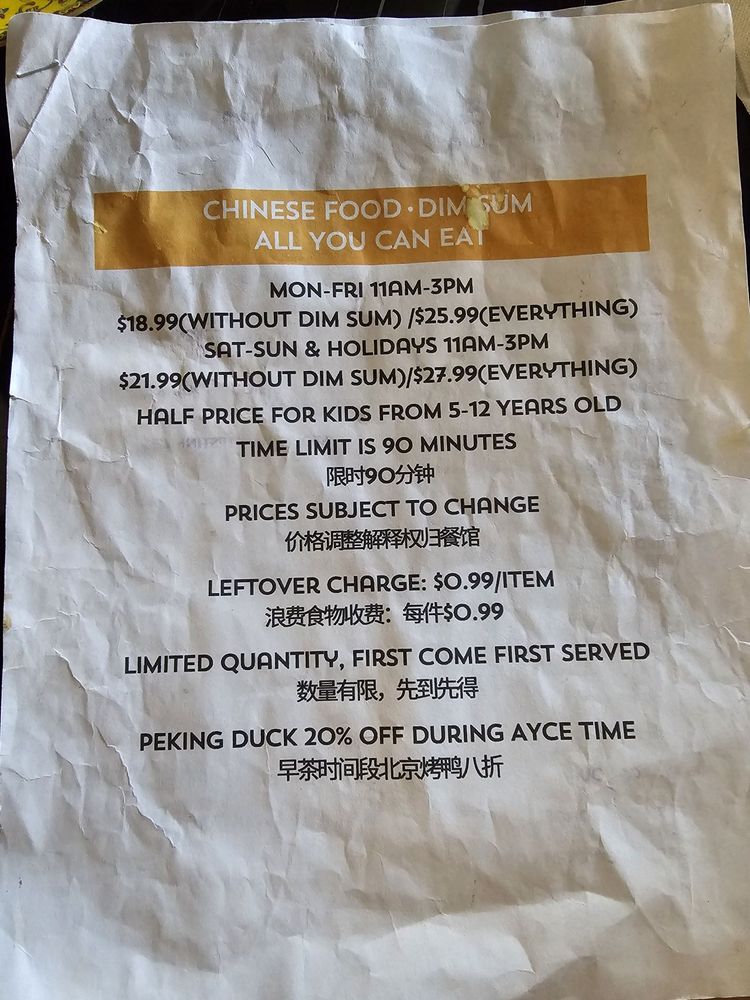 CHINESE FOOD • DIM SUM
ALL YOU CAN EAT
MON-FRI 11AM-3PM
$18.99(WITHOUT DIM SUM) /$25.99(EVERYTHING)
SAT-SUN & HOLIDAYS 11AM-3PM
$21.99(WITHOUT DIM SUM)/$27.99(EVERYTHING)
HALF PRICE FOR KIDS FROM 5-12 YEARS OLD
TIME LIMIT IS 90 MINUTES
限时90分钟
PRICES SUBJECT TO CHANGE
价格调整解释权归餐馆
LEFTOVER CHARGE: $0.99/ITEM
浪费食物收费：每件$0.99
LIMITED QUANTITY, FIRST COME FIRST SERVED
数量有限，先到先得
PEKING DUCK 20% OFF DURING AYCE TIME
早茶时间段北京烤鸭八折